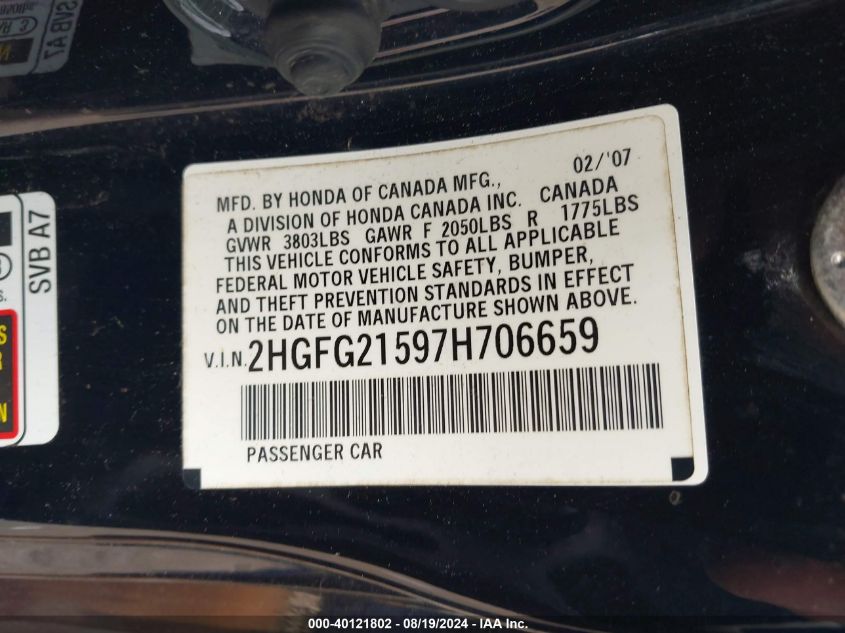 02/'07
MFD. BY HONDA OF CANADA MFG.,
A DIVISION OF HONDA CANADA INC. CANADA
GVWR 3803LBS GAWR F 2050LBS R 1775LBS
THIS VEHICLE CONFORMS TO ALL APPLICABLE
FEDERAL MOTOR VEHICLE SAFETY, BUMPER,
AND THEFT PREVENTION STANDARDS IN EFFECT
ON THE DATE OF MANUFACTURE SHOWN ABOVE.
V.I.N. 2HGFG21597H706659
PASSENGER CAR
SVB A7
SVB A7
000-40121802 - 08/19/2024 - IAA Inc.